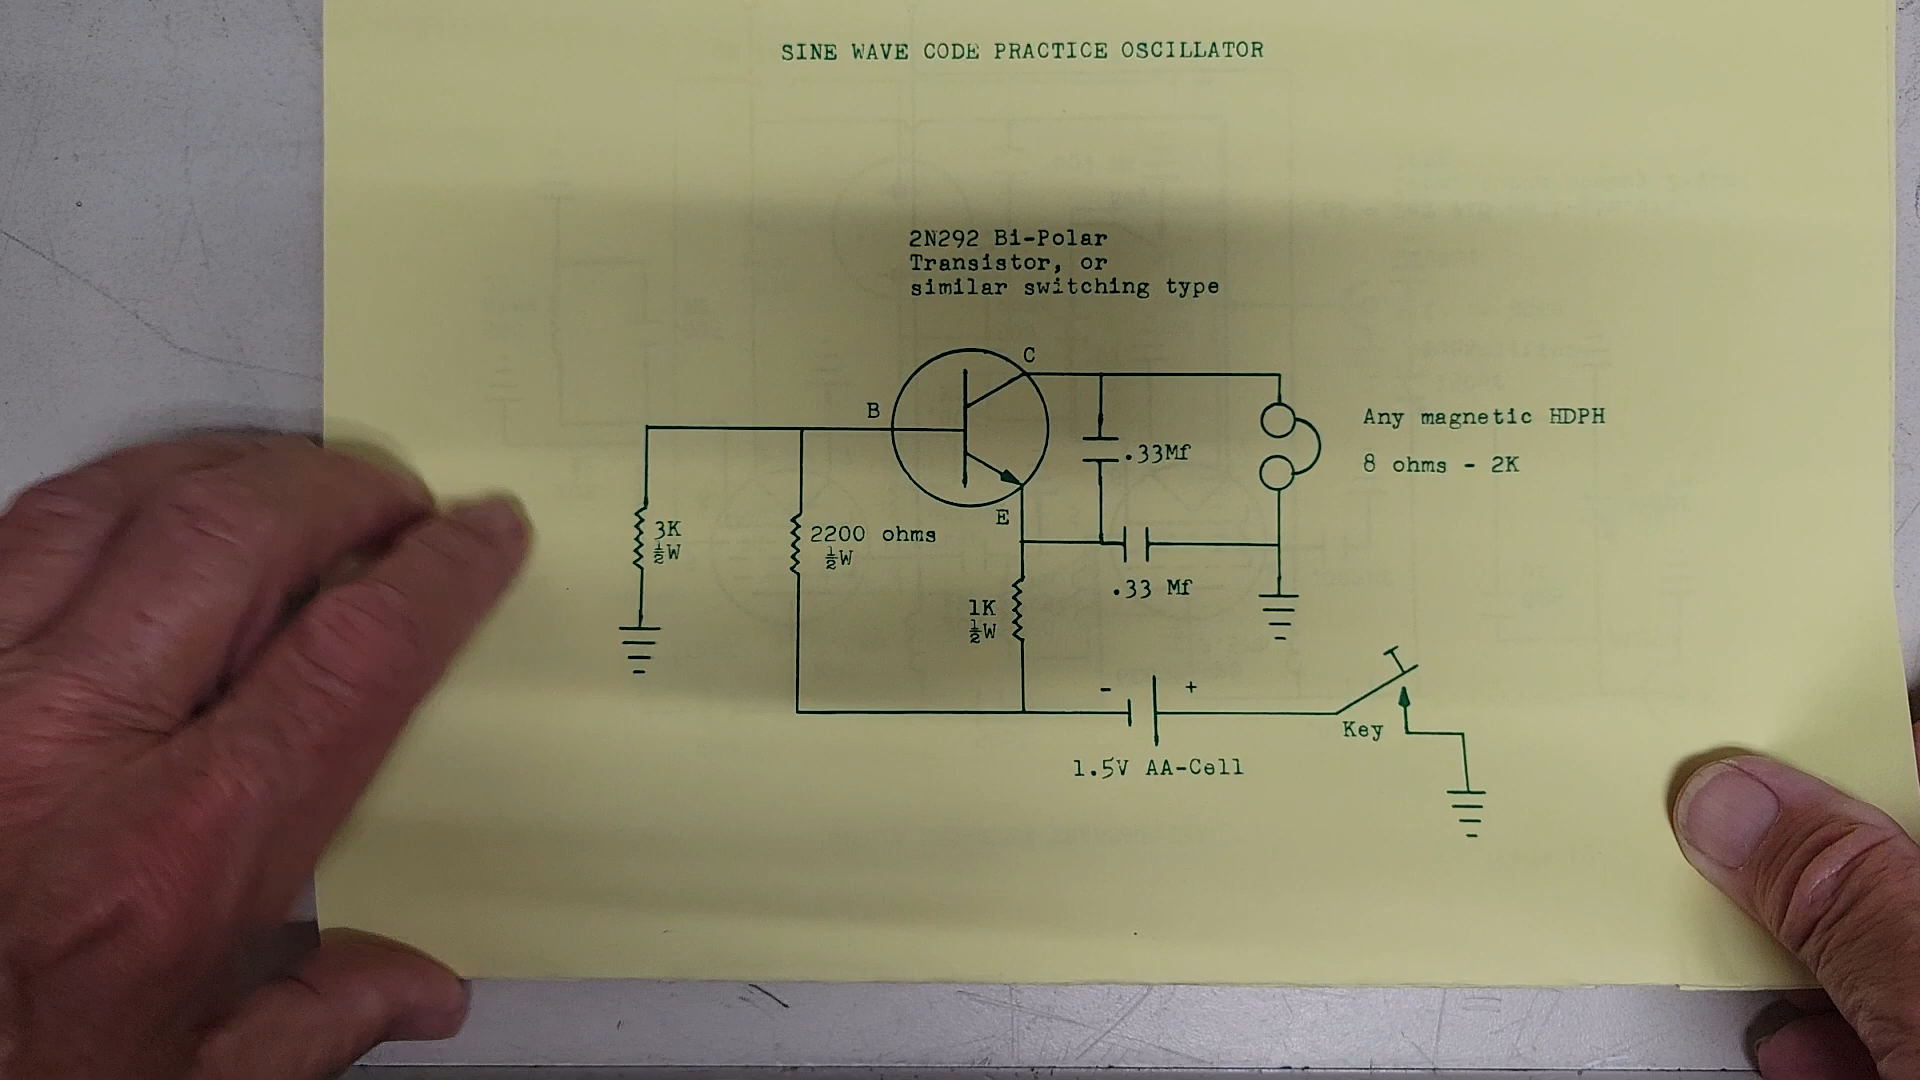 SINE WAVE CODE PRACTICE OSCILLATOR
2N292 Bi-Polar
Transistor, or
similar switching type
C
B
E
.33Mf
Any magnetic HDPH
8 ohms - 2K
3K
½W
2200 ohms
½W
.33 Mf
1K
½W
- +
Key
1.5V AA-Cell